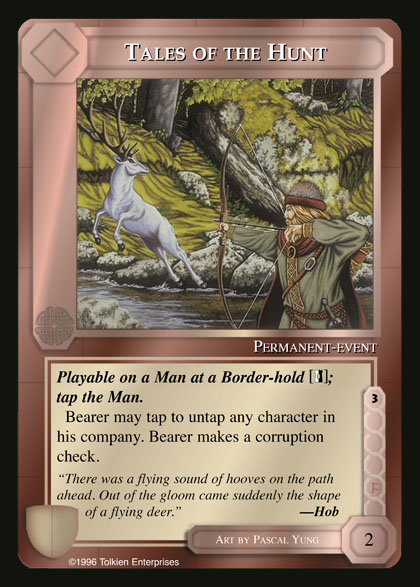 Tales of the Hunt
Permanent-event
Playable on a Man at a Border-hold [];
tap the Man.
Bearer may tap to untap any character in
his company. Bearer makes a corruption
check.
“There was a flying sound of hooves on the path
ahead. Out of the gloom came suddenly the shape
of a flying deer.” —Hob
3
Art by Pascal Yung
2
©1996 Tolkien Enterprises